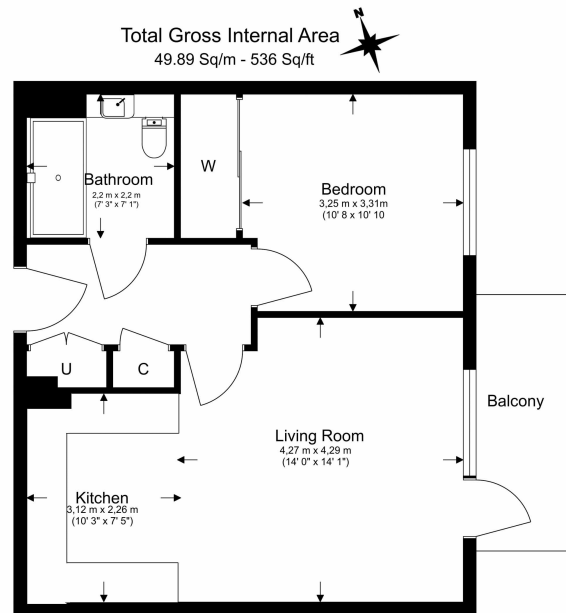 N
Total Gross Internal Area
49.89 Sq/m - 536 Sq/ft
Bathroom
2,2 m x 2,2 m
(7' 3" x 7' 1")
W
Bedroom
3,25 m x 3,31m
(10' 8 x 10' 10
U
C
Balcony
Living Room
4,27 m x 4,29 m
(14' 0" x 14' 1")
Kitchen
3,12 m x 2,26 m
(10' 3" x 7' 5")